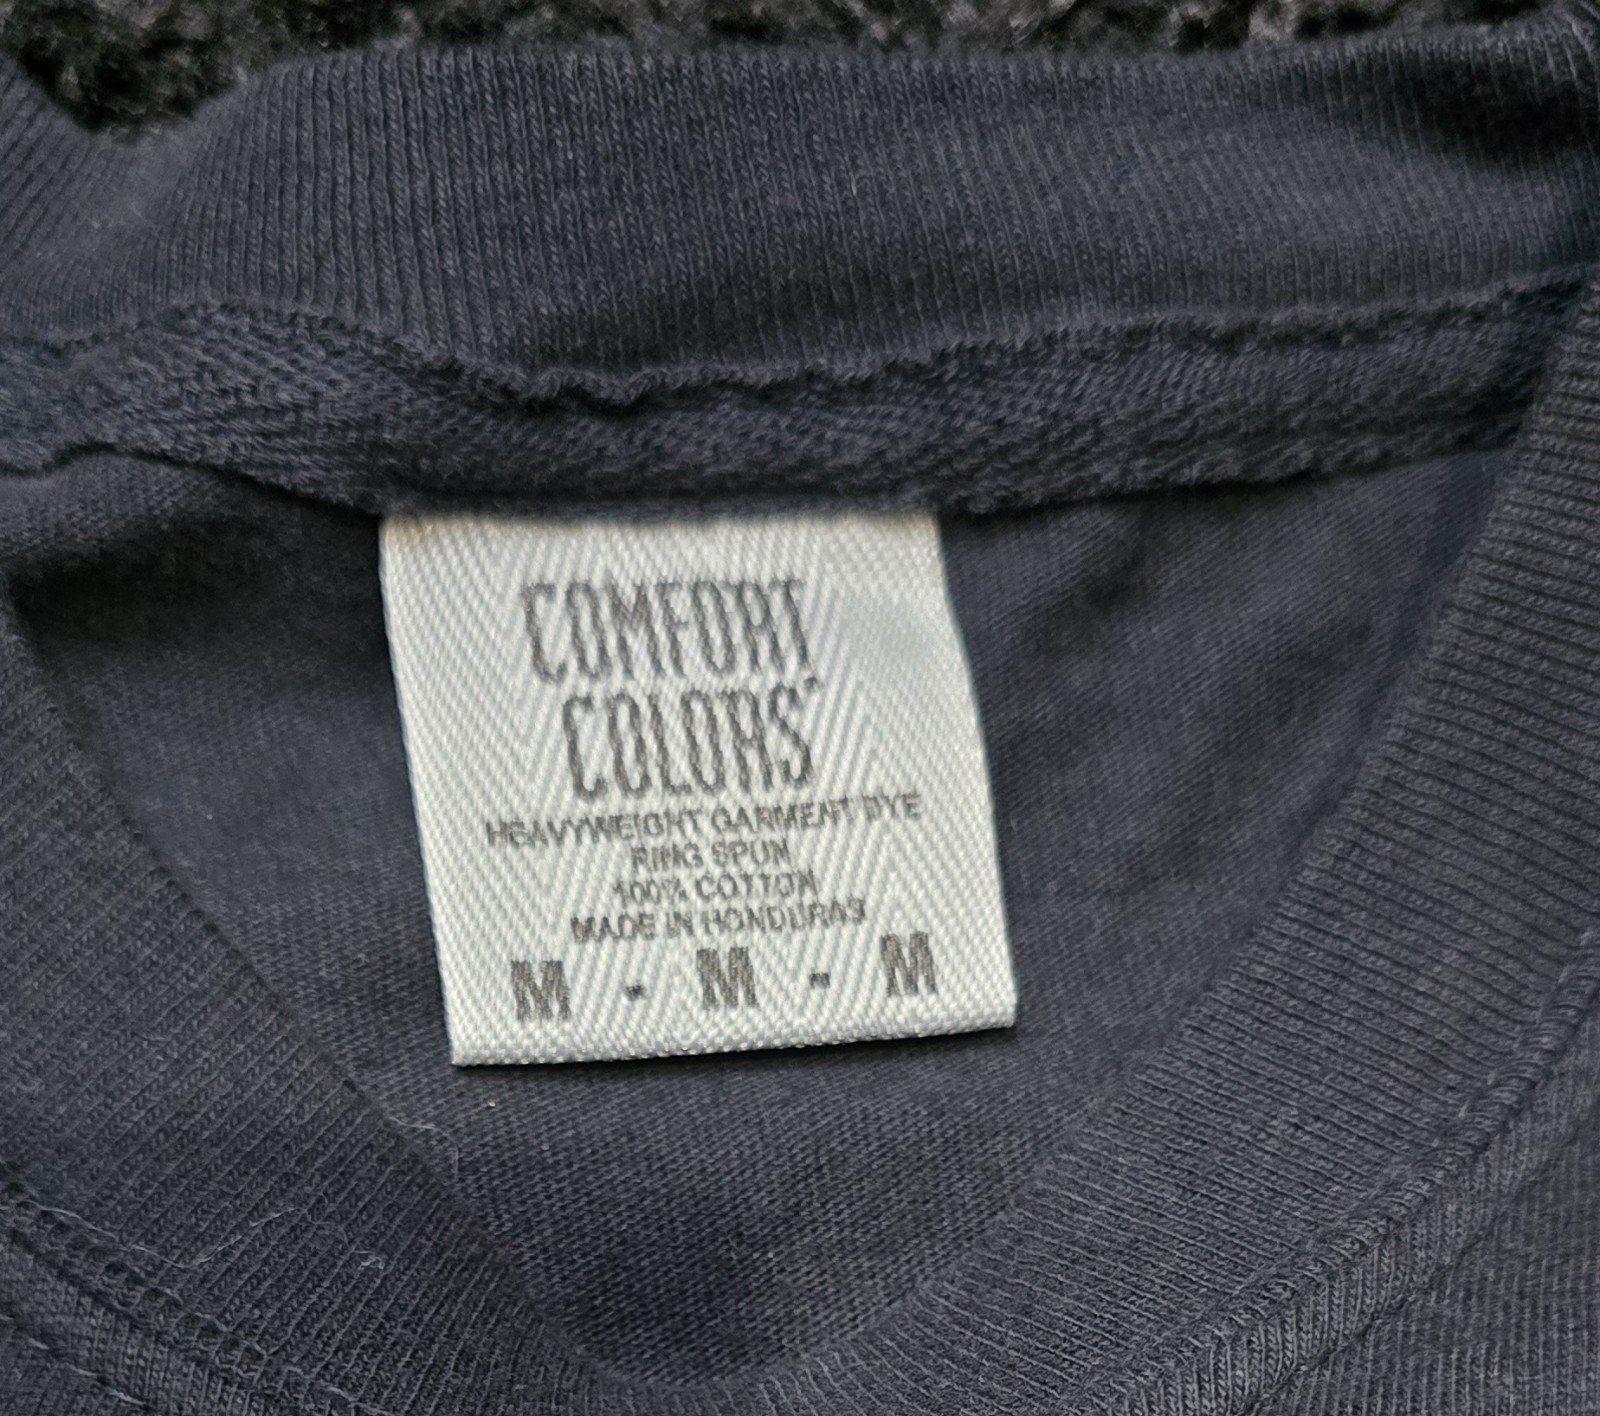 COMFORT
COLORS®
HEAVYWEIGHT GARMENT DYE
RING SPUN
100% COTTON
MADE IN HONDURAS
M - M - M